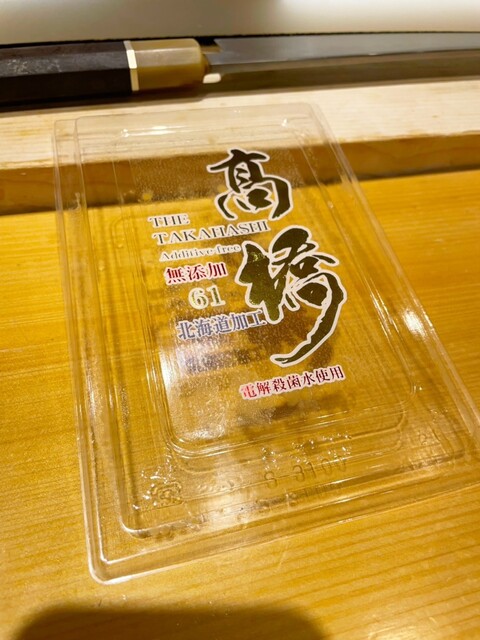 髙橋
THE
TAKAHASHI
Additive-free
無添加
61
北海道加工
電解殺菌水使用